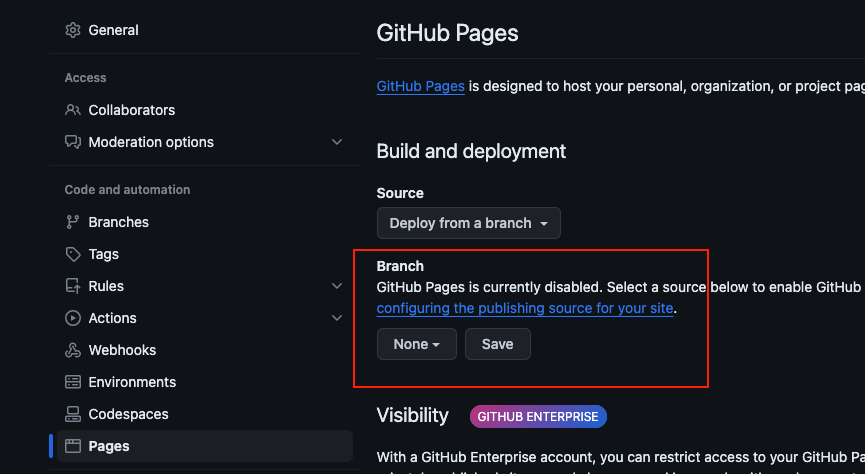 General
Access
Collaborators
Moderation options
Code and automation
Branches
Tags
Rules
Actions
Webhooks
Environments
Codespaces
Pages
GitHub Pages
GitHub Pages is designed to host your personal, organization, or project pag
Build and deployment
Source
Deploy from a branch
Branch
GitHub Pages is currently disabled. Select a source below to enable GitHub
configuring the publishing source for your site.
None
Save
Visibility
GITHUB ENTERPRISE
With a GitHub Enterprise account, you can restrict access to your GitHub Pa